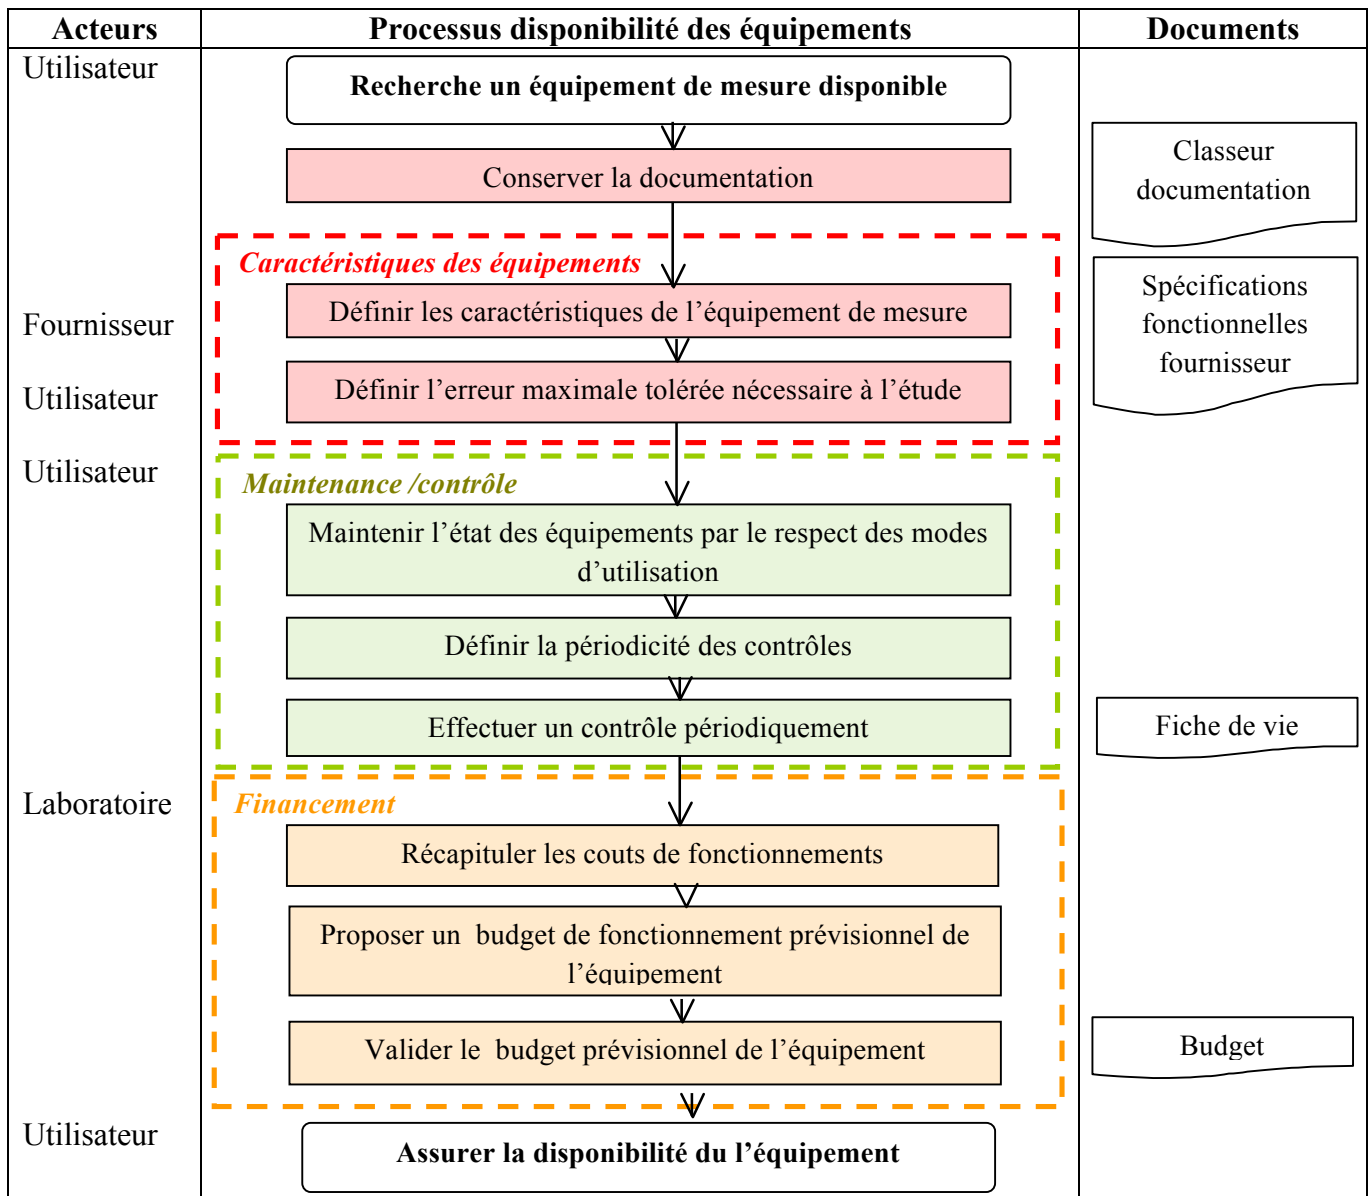 Acteurs
Processus disponibilité des équipements
Documents
Utilisateur
Recherche un équipement de mesure disponible
Conserver la documentation
Classeur
documentation
Caractéristiques des équipements
Fournisseur
Définir les caractéristiques de l’équipement de mesure
Spécifications
fonctionnelles
fournisseur
Utilisateur
Définir l’erreur maximale tolérée nécessaire à l’étude
Utilisateur
Maintenance /contrôle
Maintenir l’état des équipements par le respect des modes
d’utilisation
Définir la périodicité des contrôles
Effectuer un contrôle périodiquement
Fiche de vie
Laboratoire
Financement
Récapituler les couts de fonctionnements
Proposer un  budget de fonctionnement prévisionnel de
l’équipement
Valider le  budget prévisionnel de l’équipement
Budget
Utilisateur
Assurer la disponibilité du l’équipement